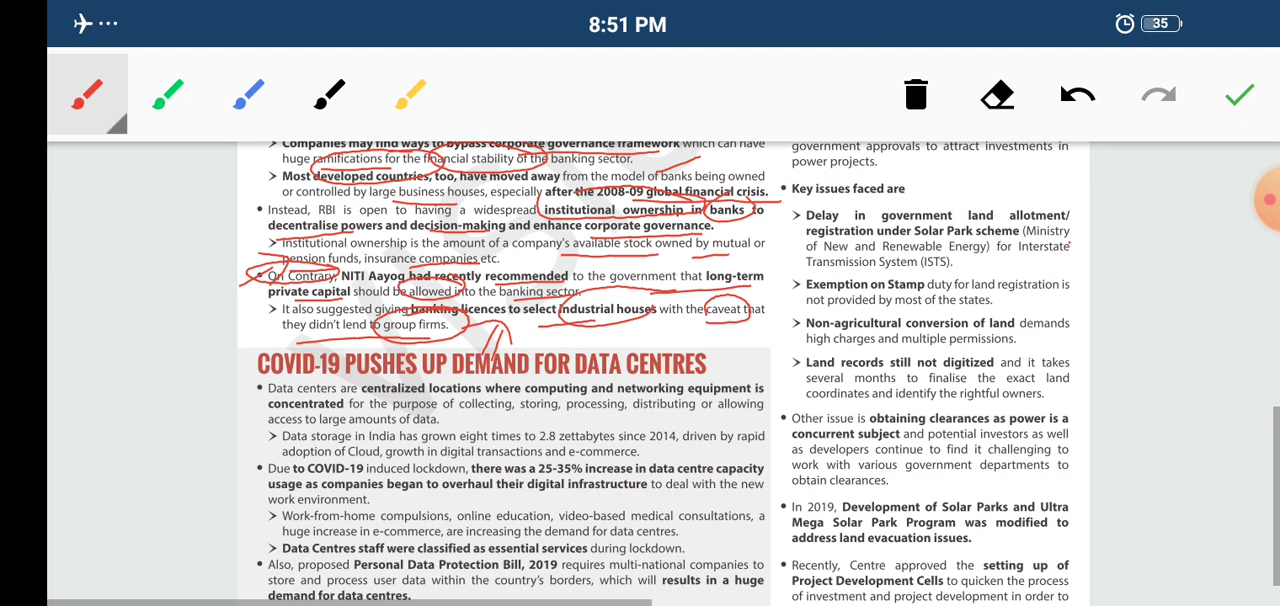 8:51 PM
35
Companies may find ways to bypass corporate governance framework which can have
huge ramifications for the financial stability of the banking sector.
➢ Most developed countries, too, have moved away from the model of banks being owned
or controlled by large business houses, especially after the 2008-09 global financial crisis.
• Instead, RBI is open to having a widespread institutional ownership in banks to
decentralise powers and decision-making and enhance corporate governance.
➢ Institutional ownership is the amount of a company's available stock owned by mutual or
pension funds, insurance companies etc.
• On Contrary, NITI Aayog had recently recommended to the government that long-term
private capital should be allowed into the banking sector.
➢ It also suggested giving banking licences to select industrial houses with the caveat that
they didn't lend to group firms.
COVID-19 PUSHES UP DEMAND FOR DATA CENTRES
• Data centers are centralized locations where computing and networking equipment is
concentrated for the purpose of collecting, storing, processing, distributing or allowing
access to large amounts of data.
➢ Data storage in India has grown eight times to 2.8 zettabytes since 2014, driven by rapid
adoption of Cloud, growth in digital transactions and e-commerce.
• Due to COVID-19 induced lockdown, there was a 25-35% increase in data centre capacity
usage as companies began to overhaul their digital infrastructure to deal with the new
work environment.
➢ Work-from-home compulsions, online education, video-based medical consultations, a
huge increase in e-commerce, are increasing the demand for data centres.
➢ Data Centres staff were classified as essential services during lockdown.
• Also, proposed Personal Data Protection Bill, 2019 requires multi-national companies to
store and process user data within the country's borders, which will results in a huge
demand for data centres.
government approvals to attract investments in
power projects.
• Key issues faced are
➢ Delay in government land allotment/
registration under Solar Park scheme (Ministry
of New and Renewable Energy) for Interstate
Transmission System (ISTS).
➢ Exemption on Stamp duty for land registration is
not provided by most of the states.
➢ Non-agricultural conversion of land demands
high charges and multiple permissions.
➢ Land records still not digitized and it takes
several months to finalise the exact land
coordinates and identify the rightful owners.
• Other issue is obtaining clearances as power is a
concurrent subject and potential investors as well
as developers continue to find it challenging to
work with various government departments to
obtain clearances.
• In 2019, Development of Solar Parks and Ultra
Mega Solar Park Program was modified to
address land evacuation issues.
• Recently, Centre approved the setting up of
Project Development Cells to quicken the process
of investment and project development in order to